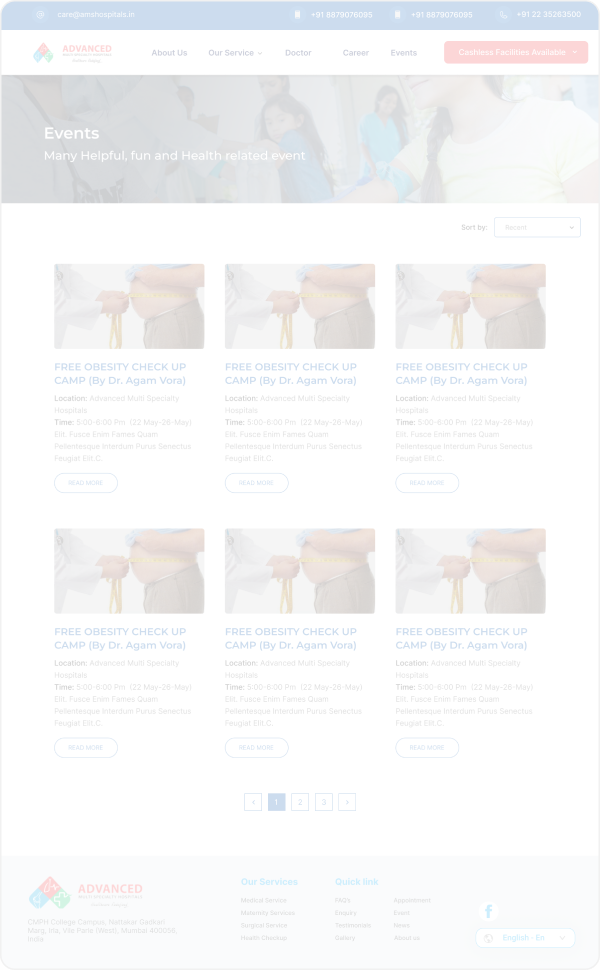 care@amshospitals.in
+91 8879076095
+91 8879076095
+91 22 35263500
ADVANCED
About Us
Our Service
Doctor
Career
Events
Cashless Facilities Available
Events
Many Helpful, fun and Health related event
Sort by:
Recent
FREE OBESITY CHECK UP
CAMP (By Dr. Agam Vora)
Location: Advanced Multi Specialty
Hospitals
Time: 5:00-6:00 Pm (22 May-26-May)
Elit. Fusce Enim Fames Quam
Pellentesque Interdum Purus Senectus
Feugiat Elit.C.
READ MORE
FREE OBESITY CHECK UP
CAMP (By Dr. Agam Vora)
Location: Advanced Multi Specialty
Hospitals
Time: 5:00-6:00 Pm (22 May-26-May)
Elit. Fusce Enim Fames Quam
Pellentesque Interdum Purus Senectus
Feugiat Elit.C.
READ MORE
FREE OBESITY CHECK UP
CAMP (By Dr. Agam Vora)
Location: Advanced Multi Specialty
Hospitals
Time: 5:00-6:00 Pm (22 May-26-May)
Elit. Fusce Enim Fames Quam
Pellentesque Interdum Purus Senectus
Feugiat Elit.C.
READ MORE
FREE OBESITY CHECK UP
CAMP (By Dr. Agam Vora)
Location: Advanced Multi Specialty
Hospitals
Time: 5:00-6:00 Pm (22 May-26-May)
Elit. Fusce Enim Fames Quam
Pellentesque Interdum Purus Senectus
Feugiat Elit.C.
READ MORE
FREE OBESITY CHECK UP
CAMP (By Dr. Agam Vora)
Location: Advanced Multi Specialty
Hospitals
Time: 5:00-6:00 Pm (22 May-26-May)
Elit. Fusce Enim Fames Quam
Pellentesque Interdum Purus Senectus
Feugiat Elit.C.
READ MORE
FREE OBESITY CHECK UP
CAMP (By Dr. Agam Vora)
Location: Advanced Multi Specialty
Hospitals
Time: 5:00-6:00 Pm (22 May-26-May)
Elit. Fusce Enim Fames Quam
Pellentesque Interdum Purus Senectus
Feugiat Elit.C.
READ MORE
1 2 3
ADVANCED
CMPH College Campus, Nattakar Gadkari
Marg, Irla, Vile Parle (West), Mumbai 400056.
India
Our Services
Medical Service
Maternity Services
Surgical Service
Health Checkup
Quick link
FAQs
Enquiry
Testimonials
Gallery
Appointment
Event
News
About us
English - En